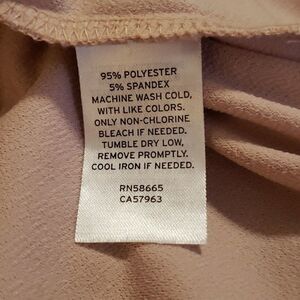 95% POLYESTER
5% SPANDEX
MACHINE WASH COLD,
WITH LIKE COLORS.
ONLY NON-CHLORINE
BLEACH IF NEEDED.
TUMBLE DRY LOW,
REMOVE PROMPTLY.
COOL IRON IF NEEDED.
RN58665
CA57963